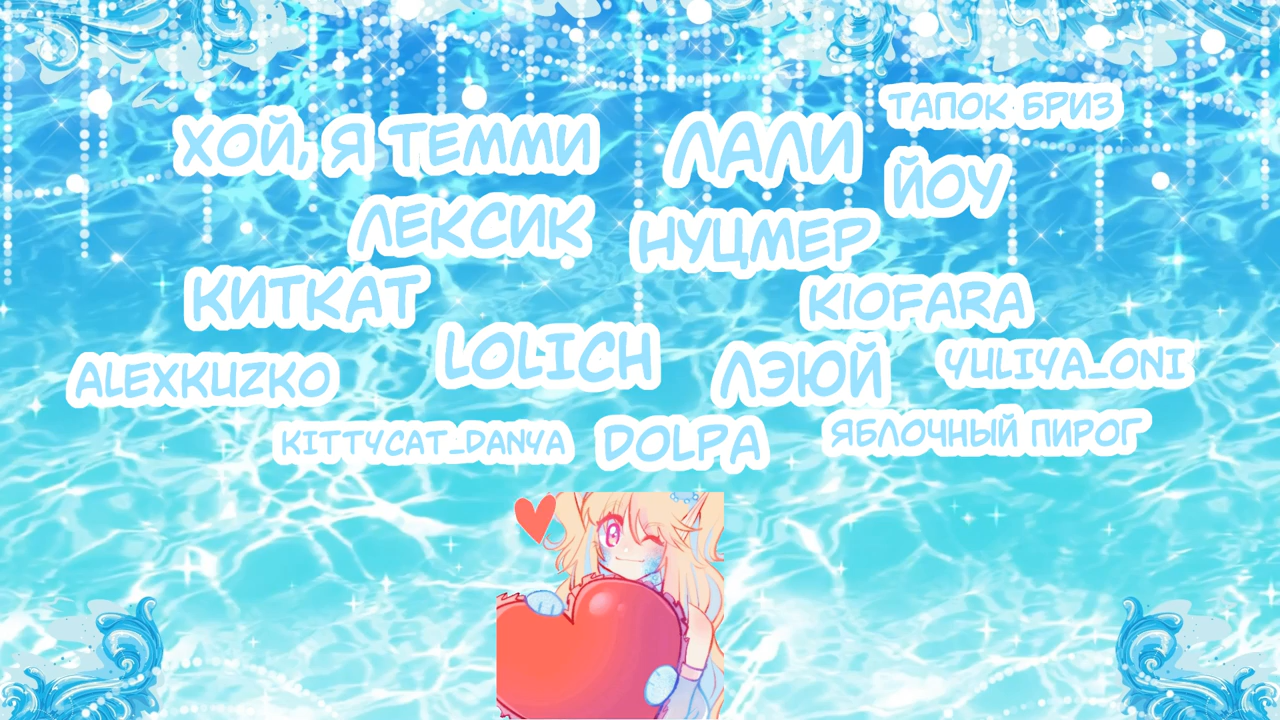 ТАПОК БРИЗ
ХОЙ, Я ТЕММИ
ЛАЛИ
ЙОУ
ЛЕКСИК
НУЦМЕР
КИТКАТ
KIOFARA
LOLICH
ЛЭЮЙ
YULIYA_ONI
ALEXKUZKO
KITTYCAT_DANYA
DOLPA
ЯБЛОЧНЫЙ ПИРОГ